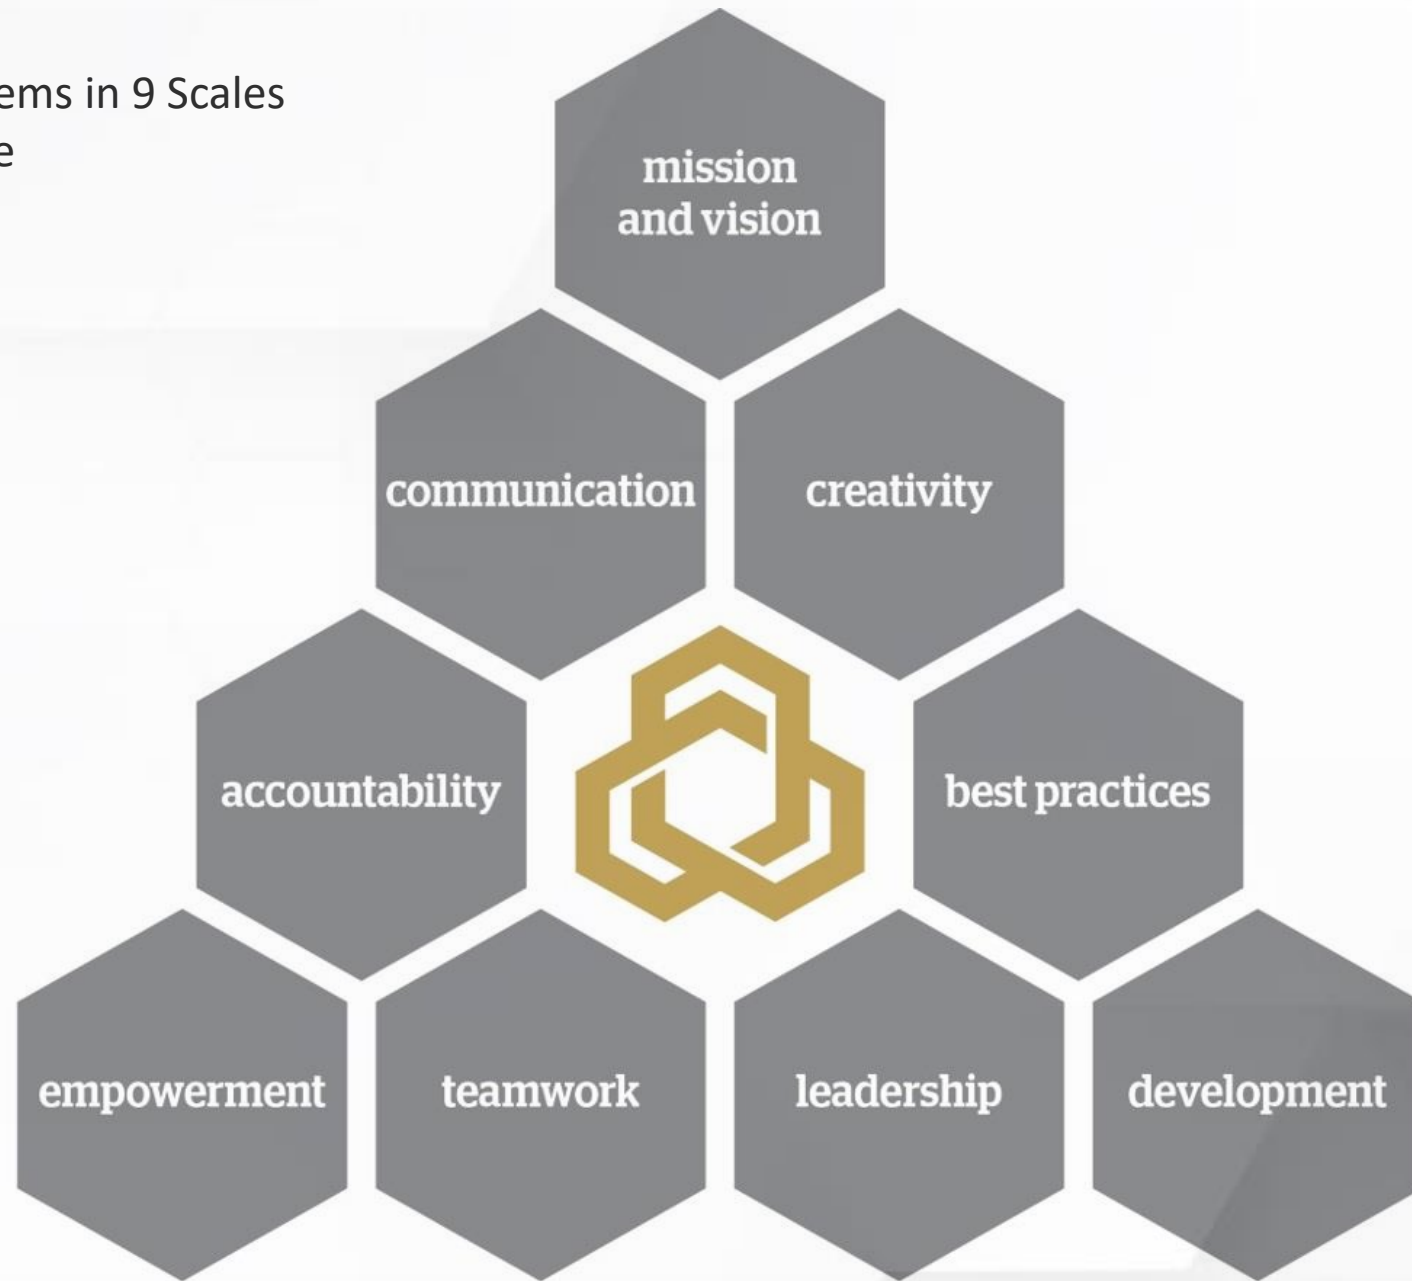 ems in 9 Scales
e
mission
and vision
communication
creativity
accountability
best practices
empowerment
teamwork
leadership
development